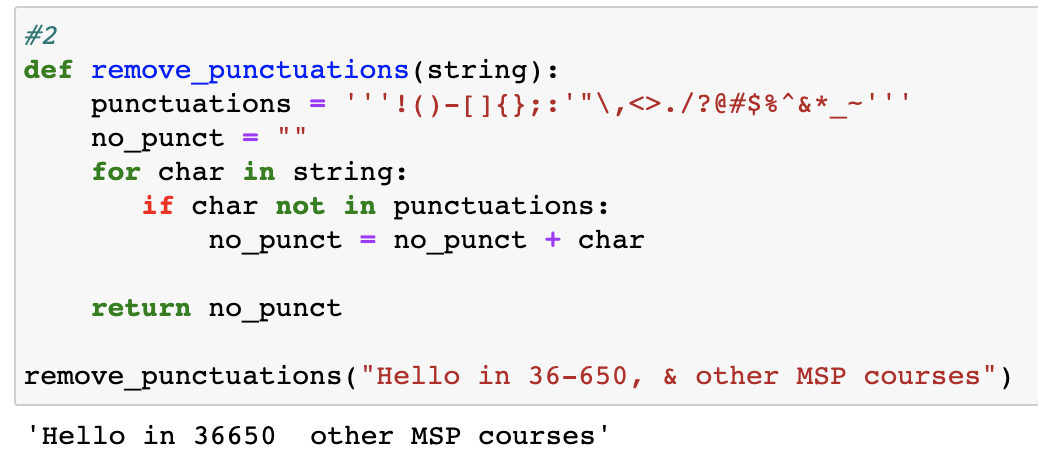 #2
def remove_punctuations(string):
    punctuations = '''!()-[]{};:'"\,<>./?@#$%^&*_~'''
    no_punct = ""
    for char in string:
       if char not in punctuations:
           no_punct = no_punct + char
    return no_punct
remove_punctuations("Hello in 36-650, & other MSP courses")
'Hello in 36650  other MSP courses'